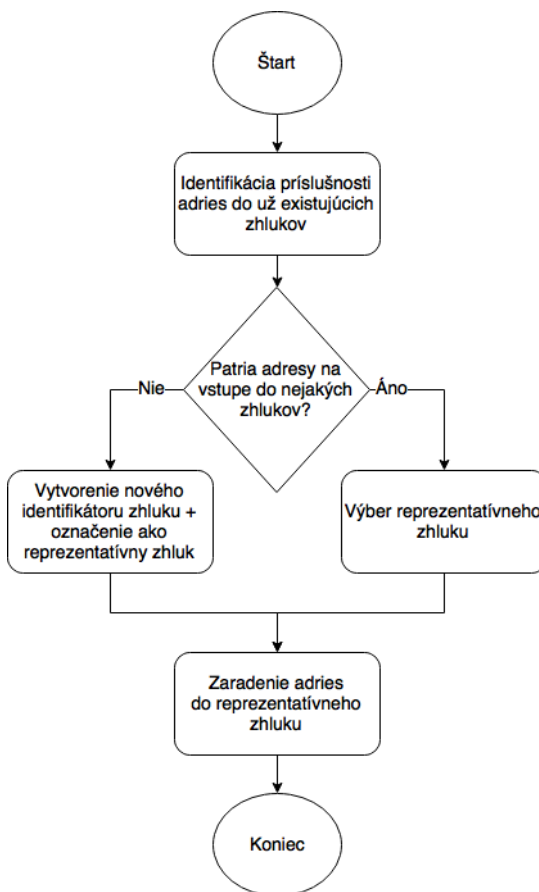 Štart
Identifikácia príslušnosti
adries do už existujúcich
zhlukov
Patria adresy na
vstupe do nejakých
zhlukov?
Nie
Áno
Vytvorenie nového
identifikátoru zhluku +
označenie ako
reprezentatívny zhluk
Výber reprezentatívneho
zhluku
Zaradenie adries
do reprezentatívneho
zhluku
Koniec